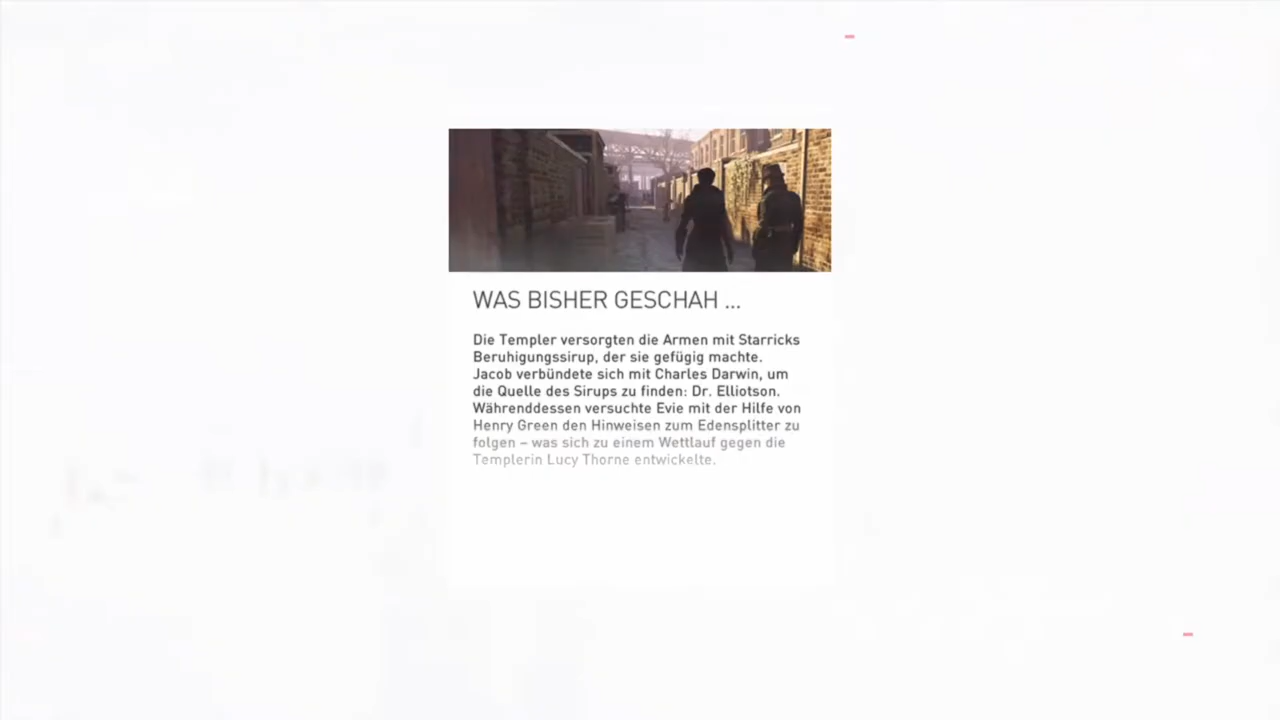 WAS BISHER GESCHAH ...
Die Templer versorgten die Armen mit Starricks
Beruhigungssirup, der sie gefügig machte.
Jacob verbündete sich mit Charles Darwin, um
die Quelle des Sirups zu finden: Dr. Elliotson.
Währenddessen versuchte Evie mit der Hilfe von
Henry Green den Hinweisen zum Edensplitter zu
folgen – was sich zu einem Wettlauf gegen die
Templerin Lucy Thorne entwickelte.